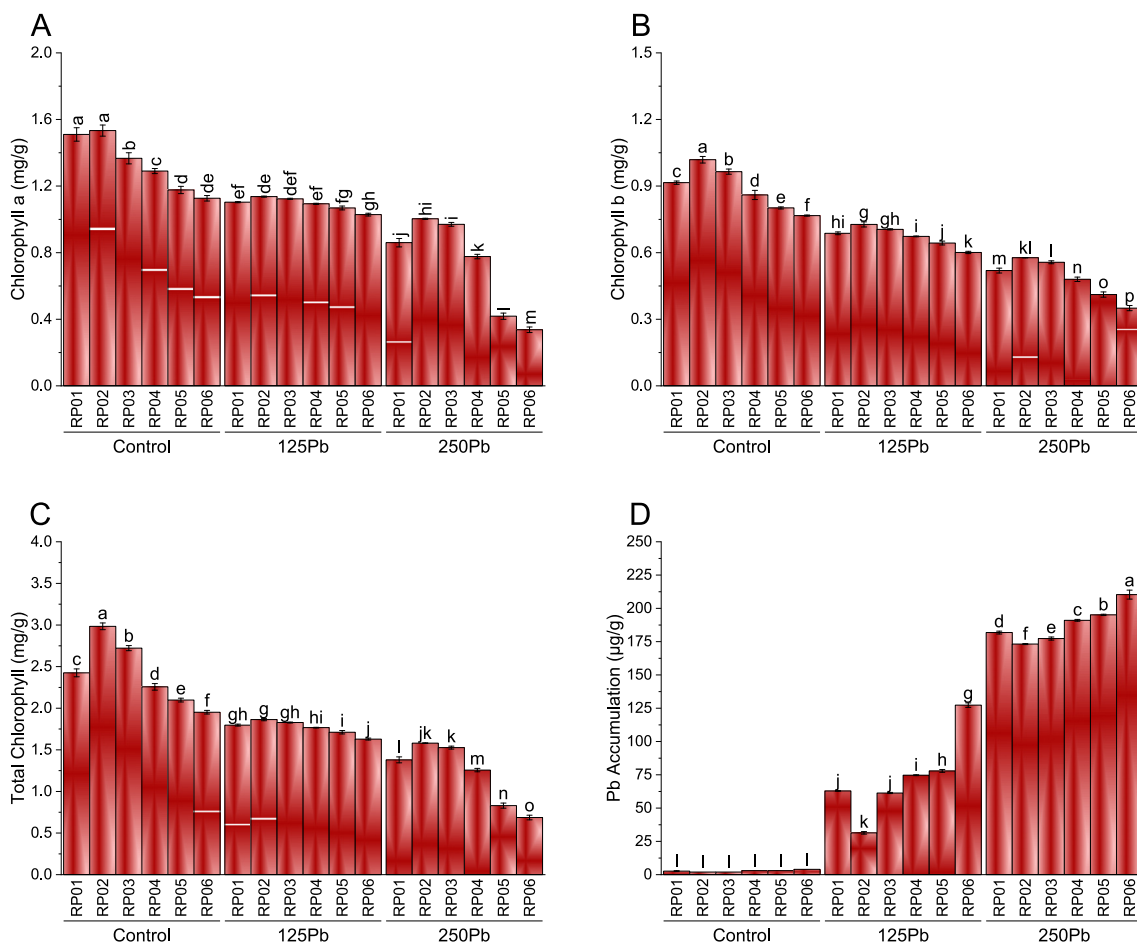 A
Chlorophyll a (mg/g)
2.0
1.6
1.2
0.8
0.4
0.0
a
a
b
c
d
de
ef
de
def
ef
fg
gh
ij
hi
i
k
l
m
RP01 RP02 RP03 RP04 RP05 RP06 RP01 RP02 RP03 RP04 RP05 RP06 RP01 RP02 RP03 RP04 RP05 RP06
Control 125Pb 250Pb
B
Chlorophyll b (mg/g)
1.5
1.2
0.9
0.6
0.3
0.0
c
a
b
d
e
f
hi
g
gh
i
j
k
m
kl
l
n
o
p
RP01 RP02 RP03 RP04 RP05 RP06 RP01 RP02 RP03 RP04 RP05 RP06 RP01 RP02 RP03 RP04 RP05 RP06
Control 125Pb 250Pb
C
Total Chlorophyll (mg/g)
4.0
3.5
3.0
2.5
2.0
1.5
1.0
0.5
0.0
c
a
b
d
e
f
gh
g
gh
hi
i
j
l
jk
k
m
n
o
RP01 RP02 RP03 RP04 RP05 RP06 RP01 RP02 RP03 RP04 RP05 RP06 RP01 RP02 RP03 RP04 RP05 RP06
Control 125Pb 250Pb
D
Pb Accumulation (μg/g)
250
225
200
175
150
125
100
75
50
25
0
l
l
l
l
l
l
j
k
j
i
h
g
d
f
e
c
b
a
RP01 RP02 RP03 RP04 RP05 RP06 RP01 RP02 RP03 RP04 RP05 RP06 RP01 RP02 RP03 RP04 RP05 RP06
Control 125Pb 250Pb